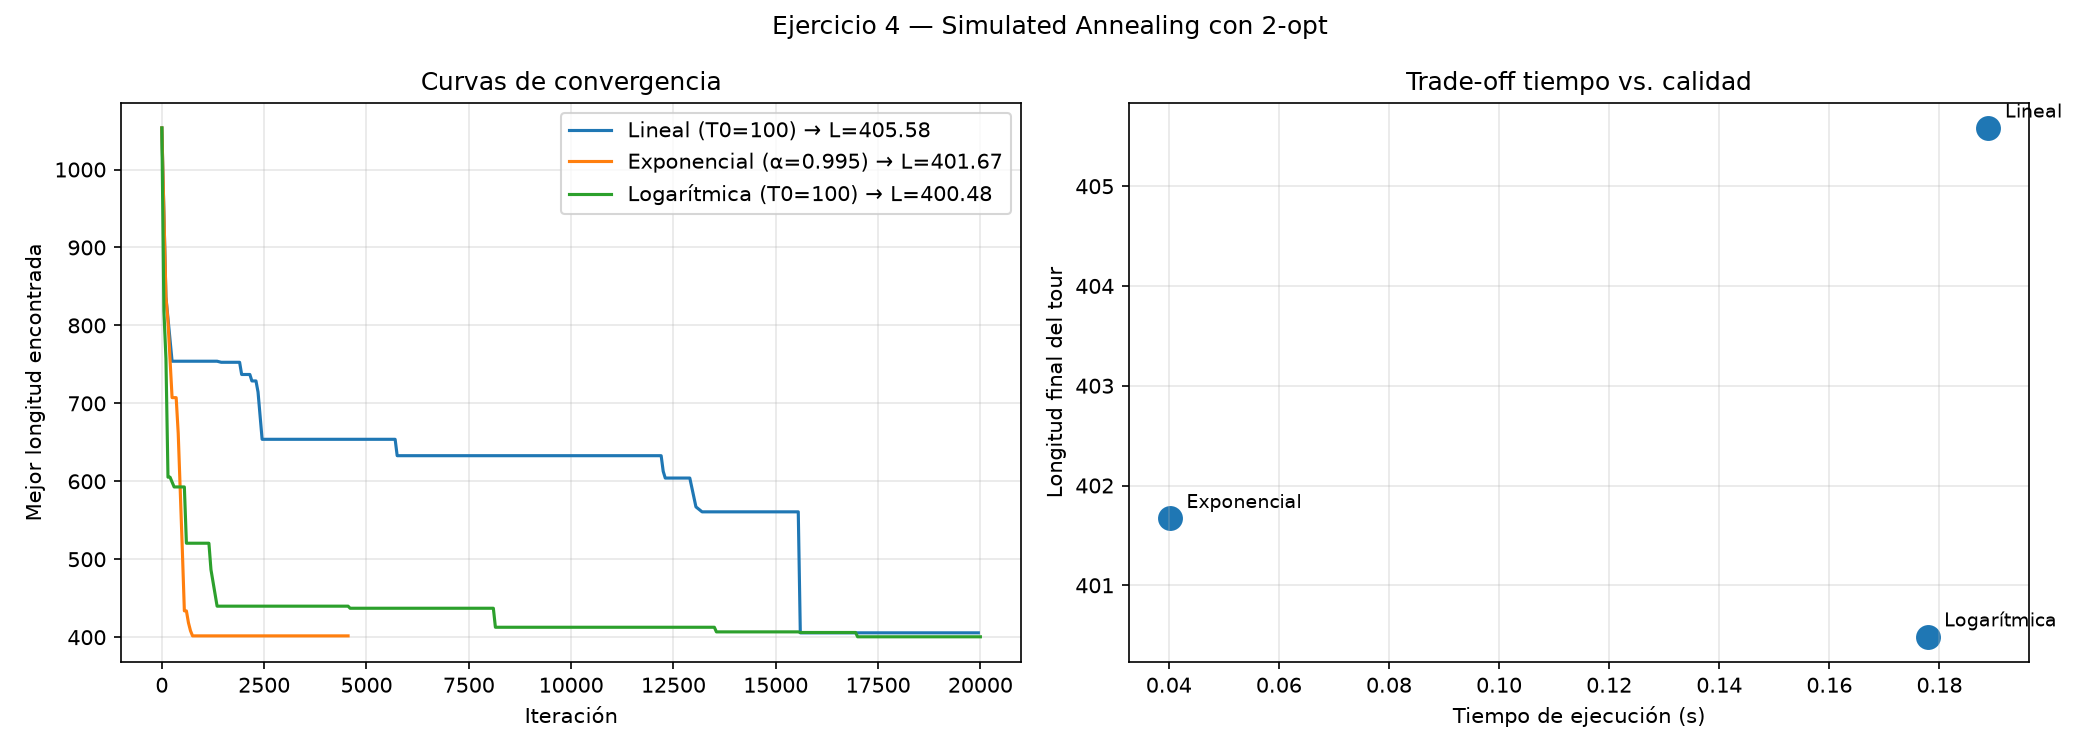 Ejercicio 4 — Simulated Annealing con 2-opt
Curvas de convergencia
Mejor longitud encontrada
1000
900
800
700
600
500
400
Lineal (T0=100) → L=405.58
Exponencial (α=0.995) → L=401.67
Logarítmica (T0=100) → L=400.48
0 2500 5000 7500 10000 12500 15000 17500 20000
Iteración
Trade-off tiempo vs. calidad
Longitud final del tour
405
404
403
402
401
Lineal
Exponencial
Logarítmica
0.04 0.06 0.08 0.10 0.12 0.14 0.16 0.18
Tiempo de ejecución (s)